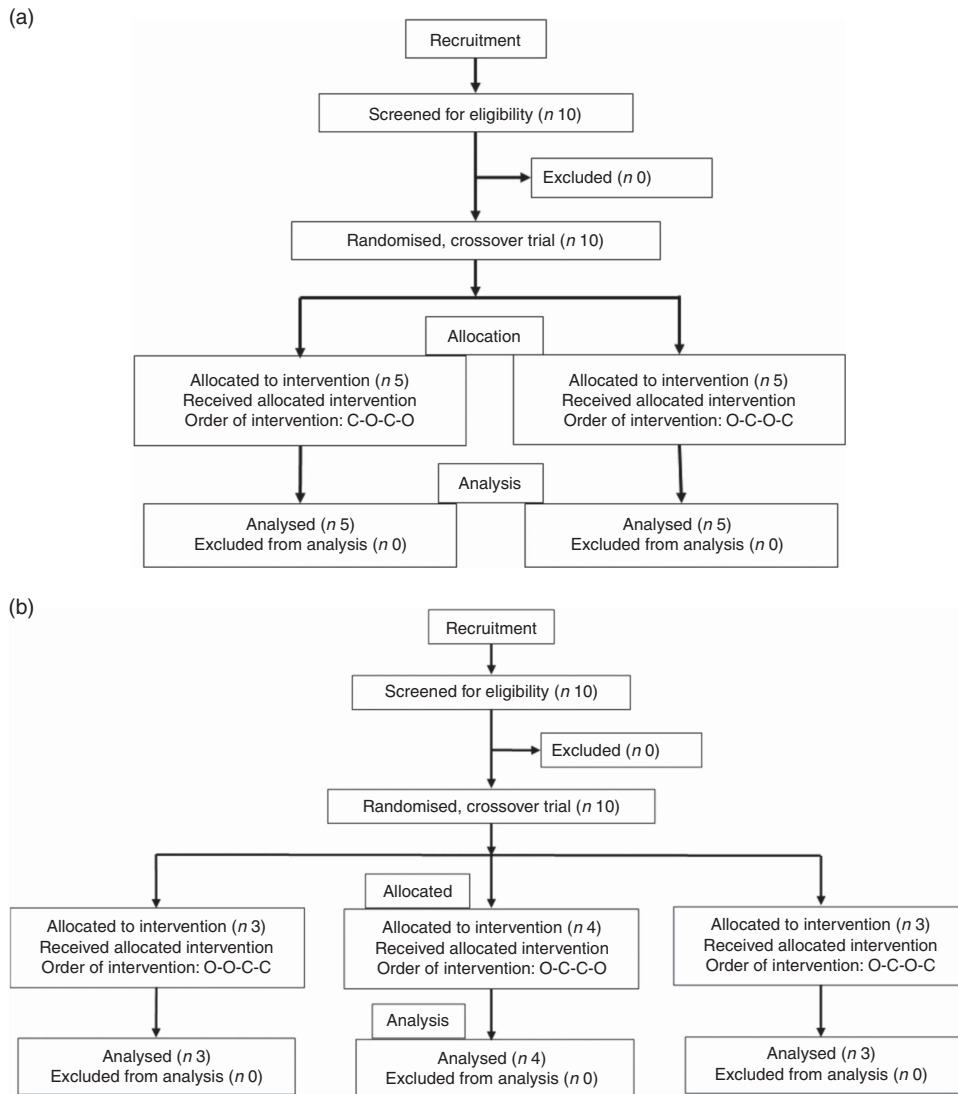 (a)
Recruitment
Screened for eligibility (n 10)
Excluded (n 0)
Randomised, crossover trial (n 10)
Allocation
Allocated to intervention (n 5)
Received allocated intervention
Order of intervention: C-O-C-O
Allocated to intervention (n 5)
Received allocated intervention
Order of intervention: O-C-O-C
Analysis
Analysed (n 5)
Excluded from analysis (n 0)
Analysed (n 5)
Excluded from analysis (n 0)
(b)
Recruitment
Screened for eligibility (n 10)
Excluded (n 0)
Randomised, crossover trial (n 10)
Allocated
Allocated to intervention (n 3)
Received allocated intervention
Order of intervention: O-O-C-C
Allocated to intervention (n 4)
Received allocated intervention
Order of intervention: O-C-C-O
Allocated to intervention (n 3)
Received allocated intervention
Order of intervention: O-C-O-C
Analysis
Analysed (n 3)
Excluded from analysis (n 0)
Analysed (n 4)
Excluded from analysis (n 0)
Analysed (n 3)
Excluded from analysis (n 0)